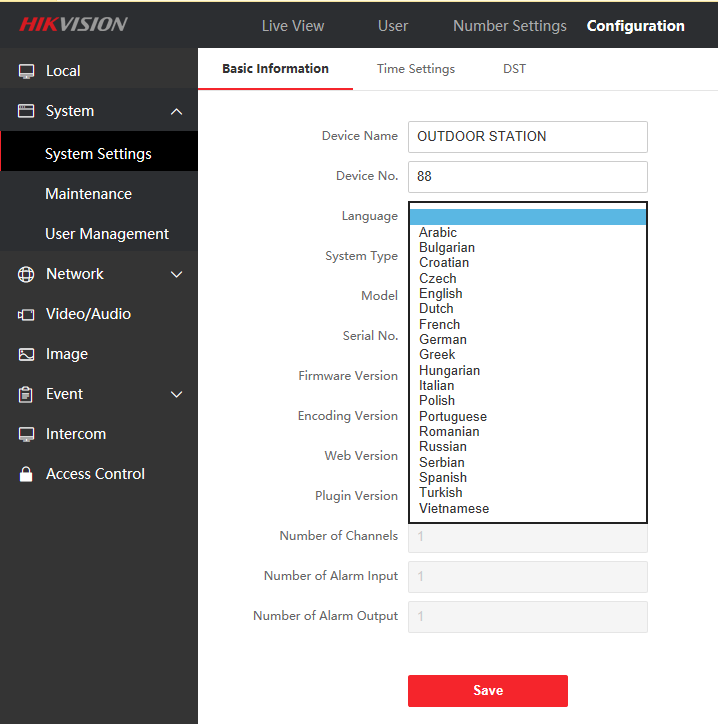 HIKVISION
Live View User Number Settings Configuration
Local
System
System Settings
Maintenance
User Management
Network
Video/Audio
Image
Event
Intercom
Access Control
Basic Information Time Settings DST
Device Name OUTDOOR STATION
Device No. 88
Language
Arabic
Bulgarian
Croatian
Czech
English
Dutch
French
German
Greek
Hungarian
Italian
Polish
Portuguese
Romanian
Russian
Serbian
Spanish
Turkish
Vietnamese
System Type
Model
Serial No.
Firmware Version
Encoding Version
Web Version
Plugin Version
Number of Channels 1
Number of Alarm Input 1
Number of Alarm Output 1
Save